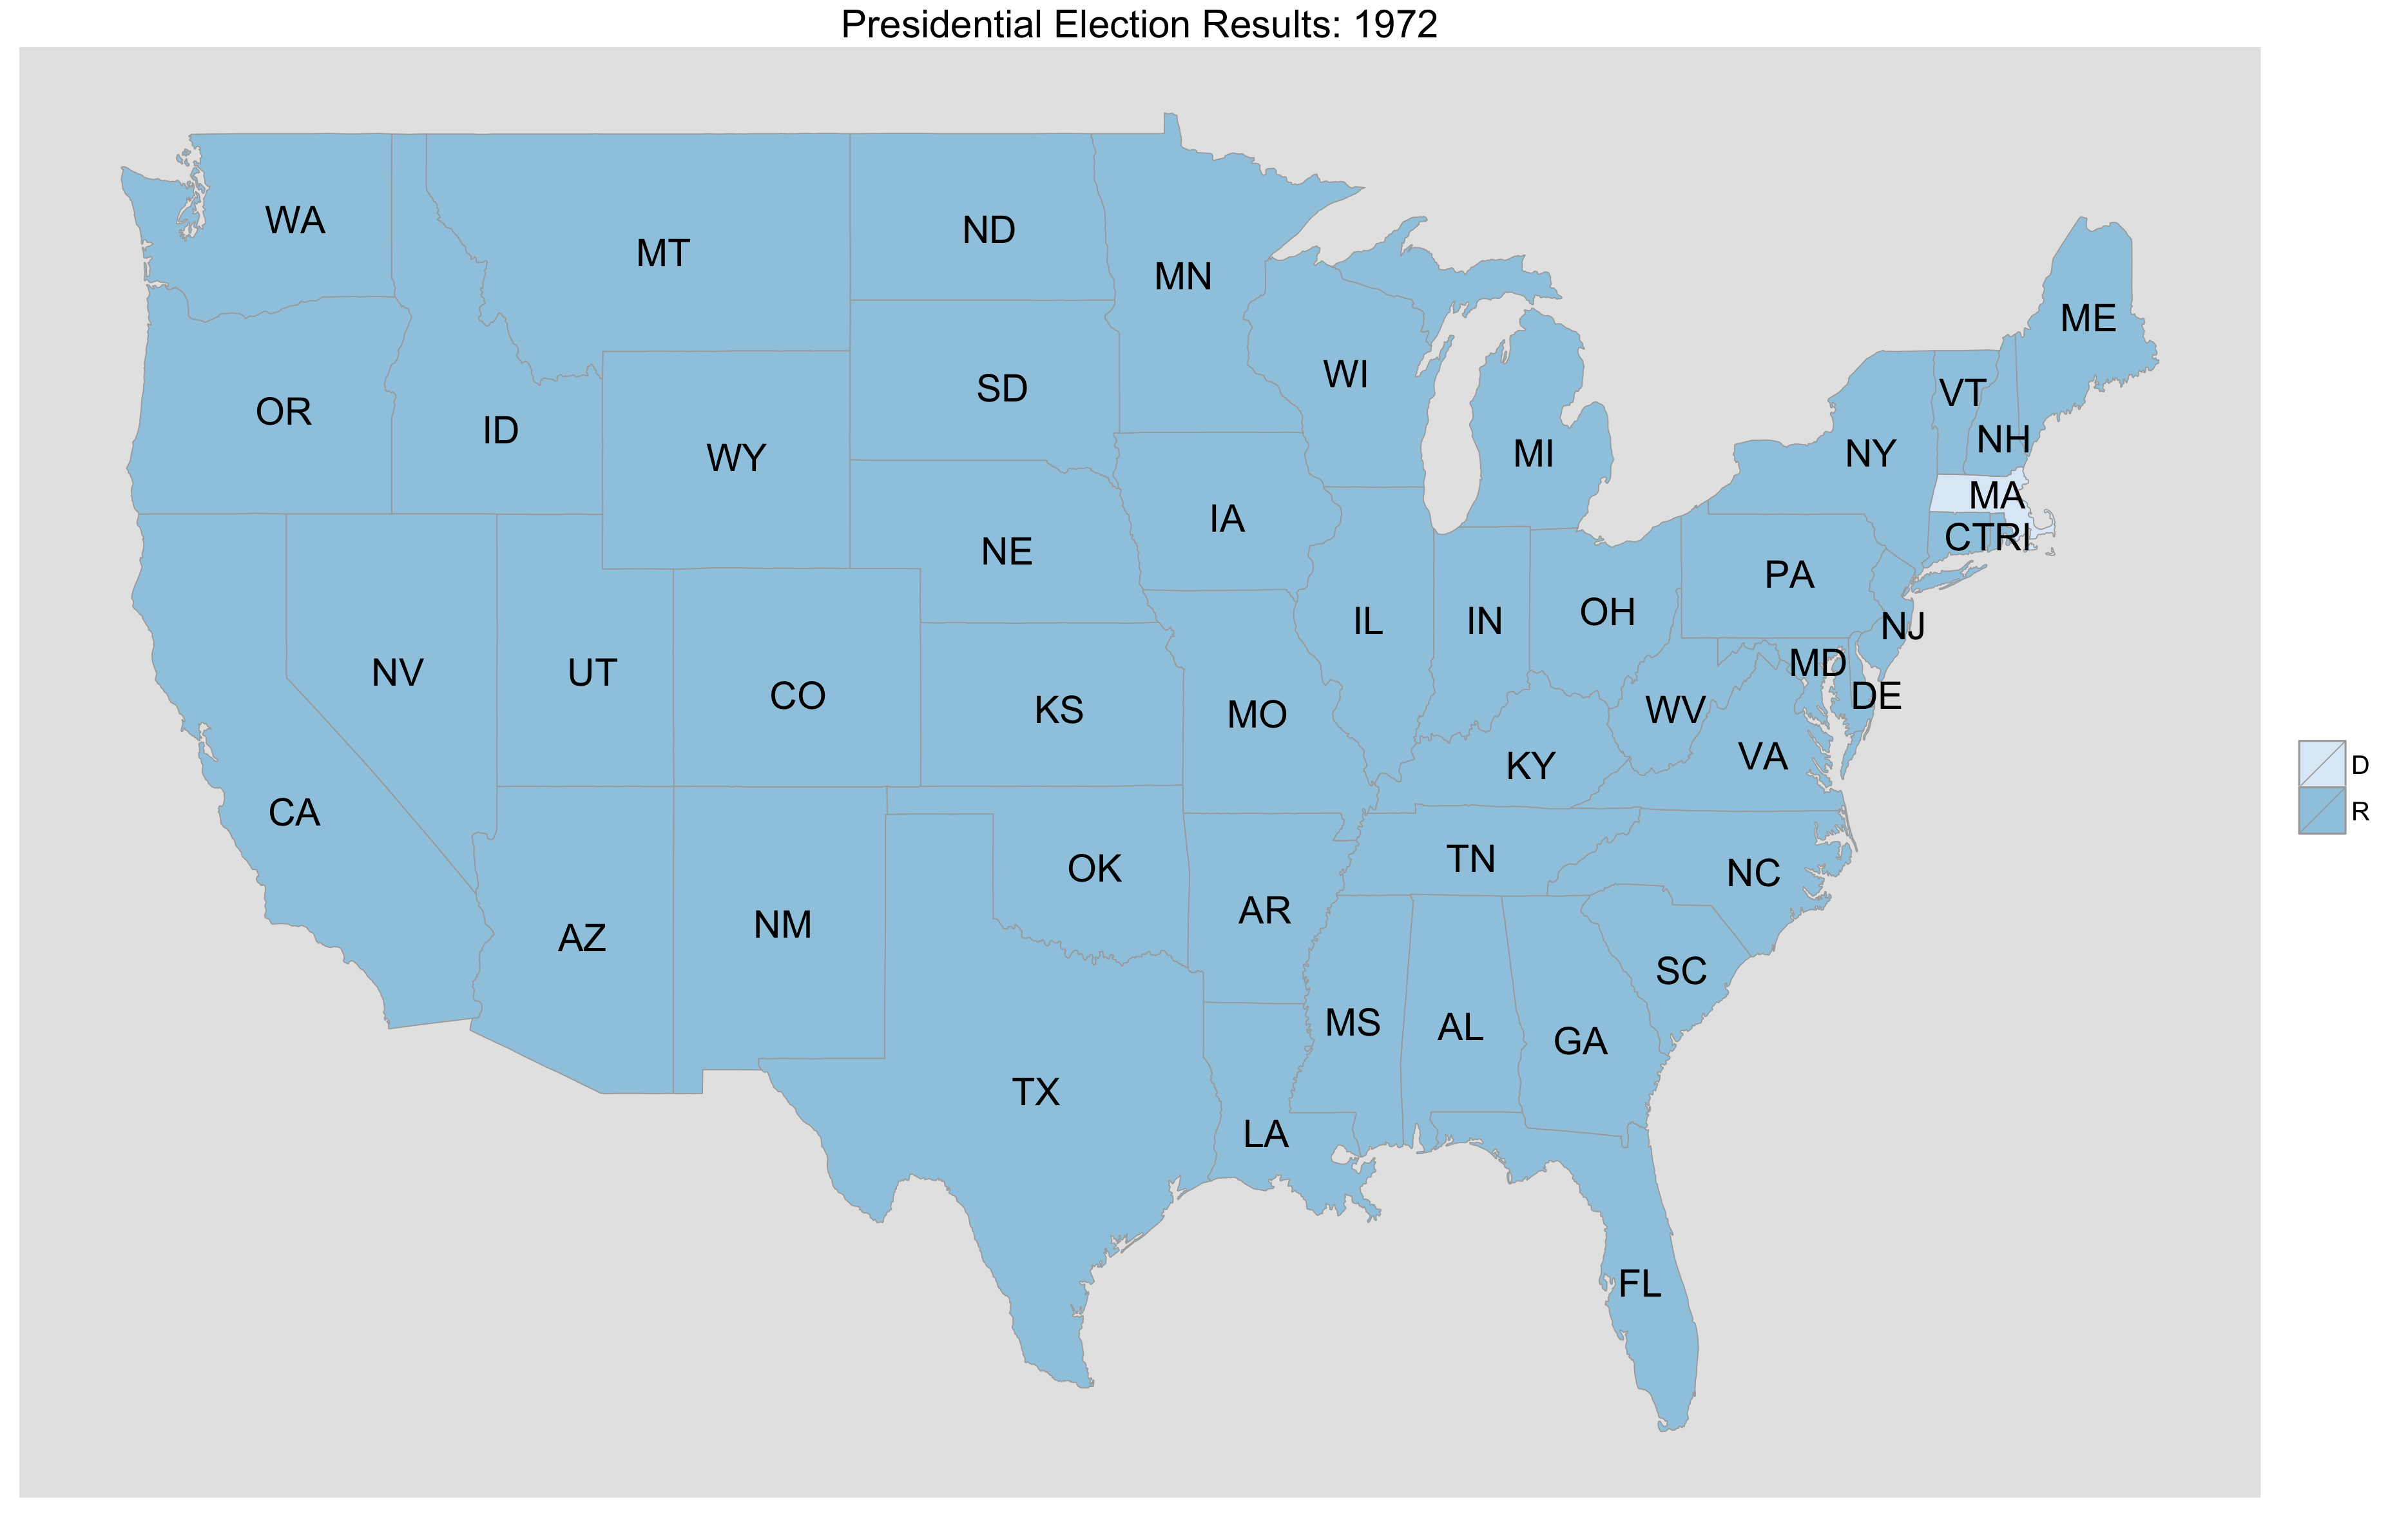 Presidential Election Results: 1972
WA
MT
ND
MN
ME
WI
SD
VT
OR
ID
NH
WY
MI
NY
MA
IA
CTRI
NE
PA
OH
IL
IN
NJ
MD
NV
UT
CO
DE
KS
WV
MO
VA
D
KY
R
CA
TN
OK
NC
AR
NM
AZ
SC
MS
AL
GA
TX
LA
FL